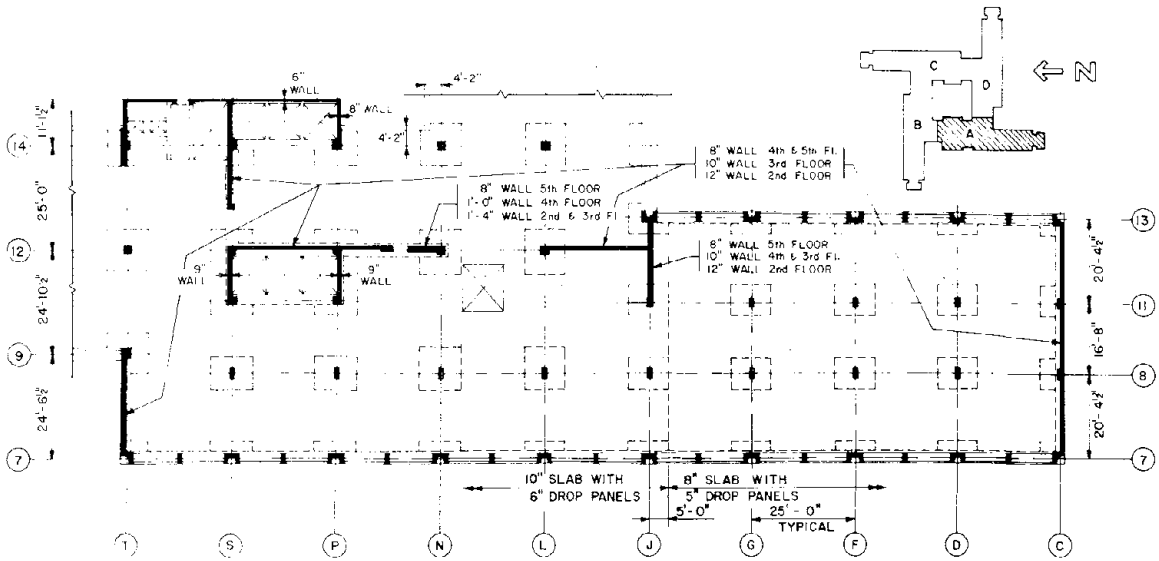 C
N
D
B
A
6"
WALL
8" WALL
4'-2"
4'-2"
11'-1½"
14
25'-0"
12
24'-10½"
9
24'-6½"
7
8" WALL 4th & 5th Fl.
10" WALL 3rd FLOOR
12" WALL 2nd FLOOR
8" WALL 5th FLOOR
1'-0" WALL 4th FLOOR
1'-4" WALL 2nd & 3rd Fl
8" WALL 5th FLOOR
10" WALL 4th & 3rd Fl.
12" WALL 2nd FLOOR
9"
WALL
9"
WALL
13
20'-4½"
11
16'-8"
8
20'-4½"
7
10" SLAB WITH
6" DROP PANELS
8" SLAB WITH
5" DROP PANELS
5'-0"
25'-0"
TYPICAL
T
S
P
N
L
J
G
F
D
C